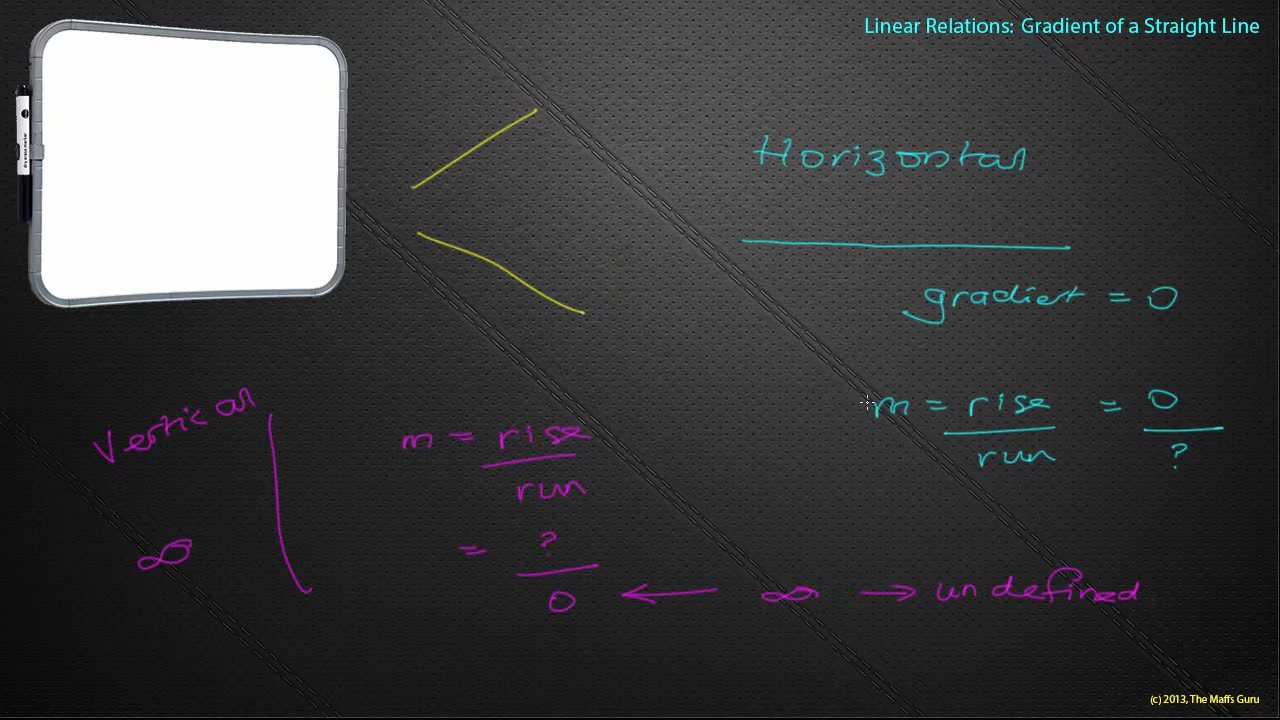 Linear Relations: Gradient of a Straight Line
Horizontal
gradient = 0
m = rise = 0
run ?
Vertical
m = rise
run
∞
= ?
0 ← ∞ → undefined
(c) 2013, The Maffs Guru